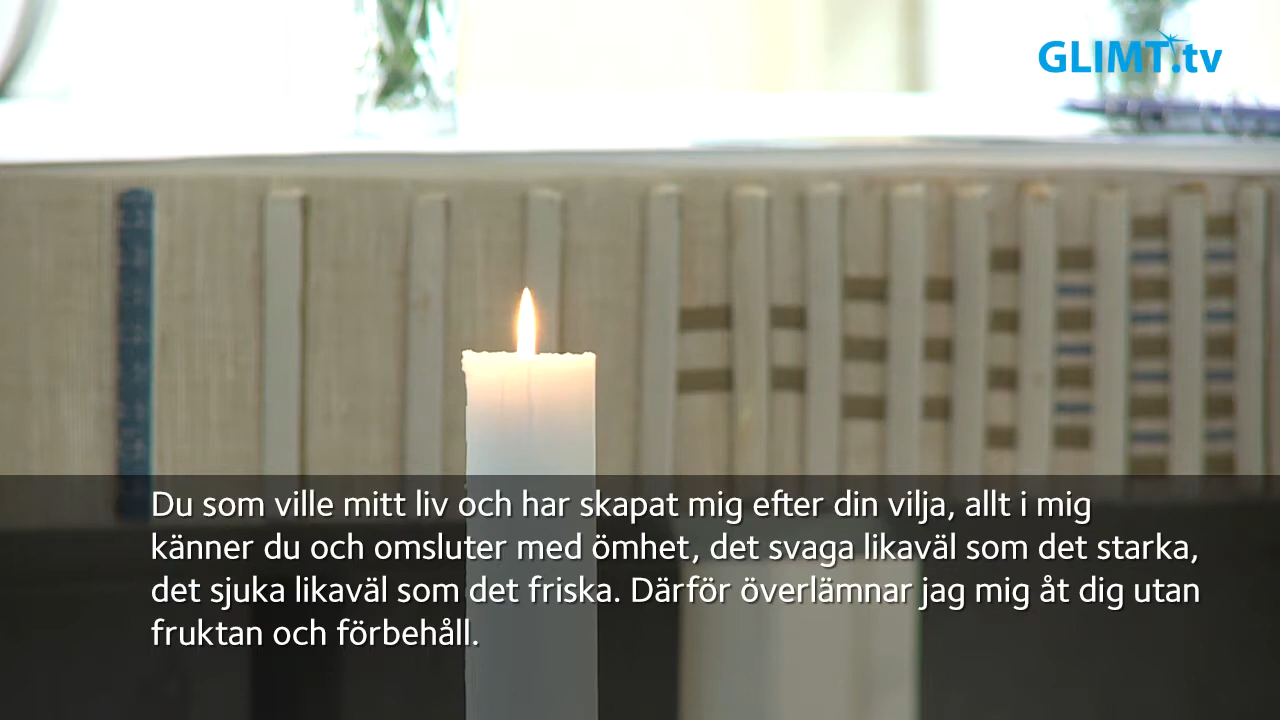 GLIMT.tv
Du som ville mitt liv och har skapat mig efter din vilja, allt i mig
känner du och omsluter med ömhet, det svaga likaväl som det starka,
det sjuka likaväl som det friska. Därför överlämnar jag mig åt dig utan
fruktan och förbehåll.